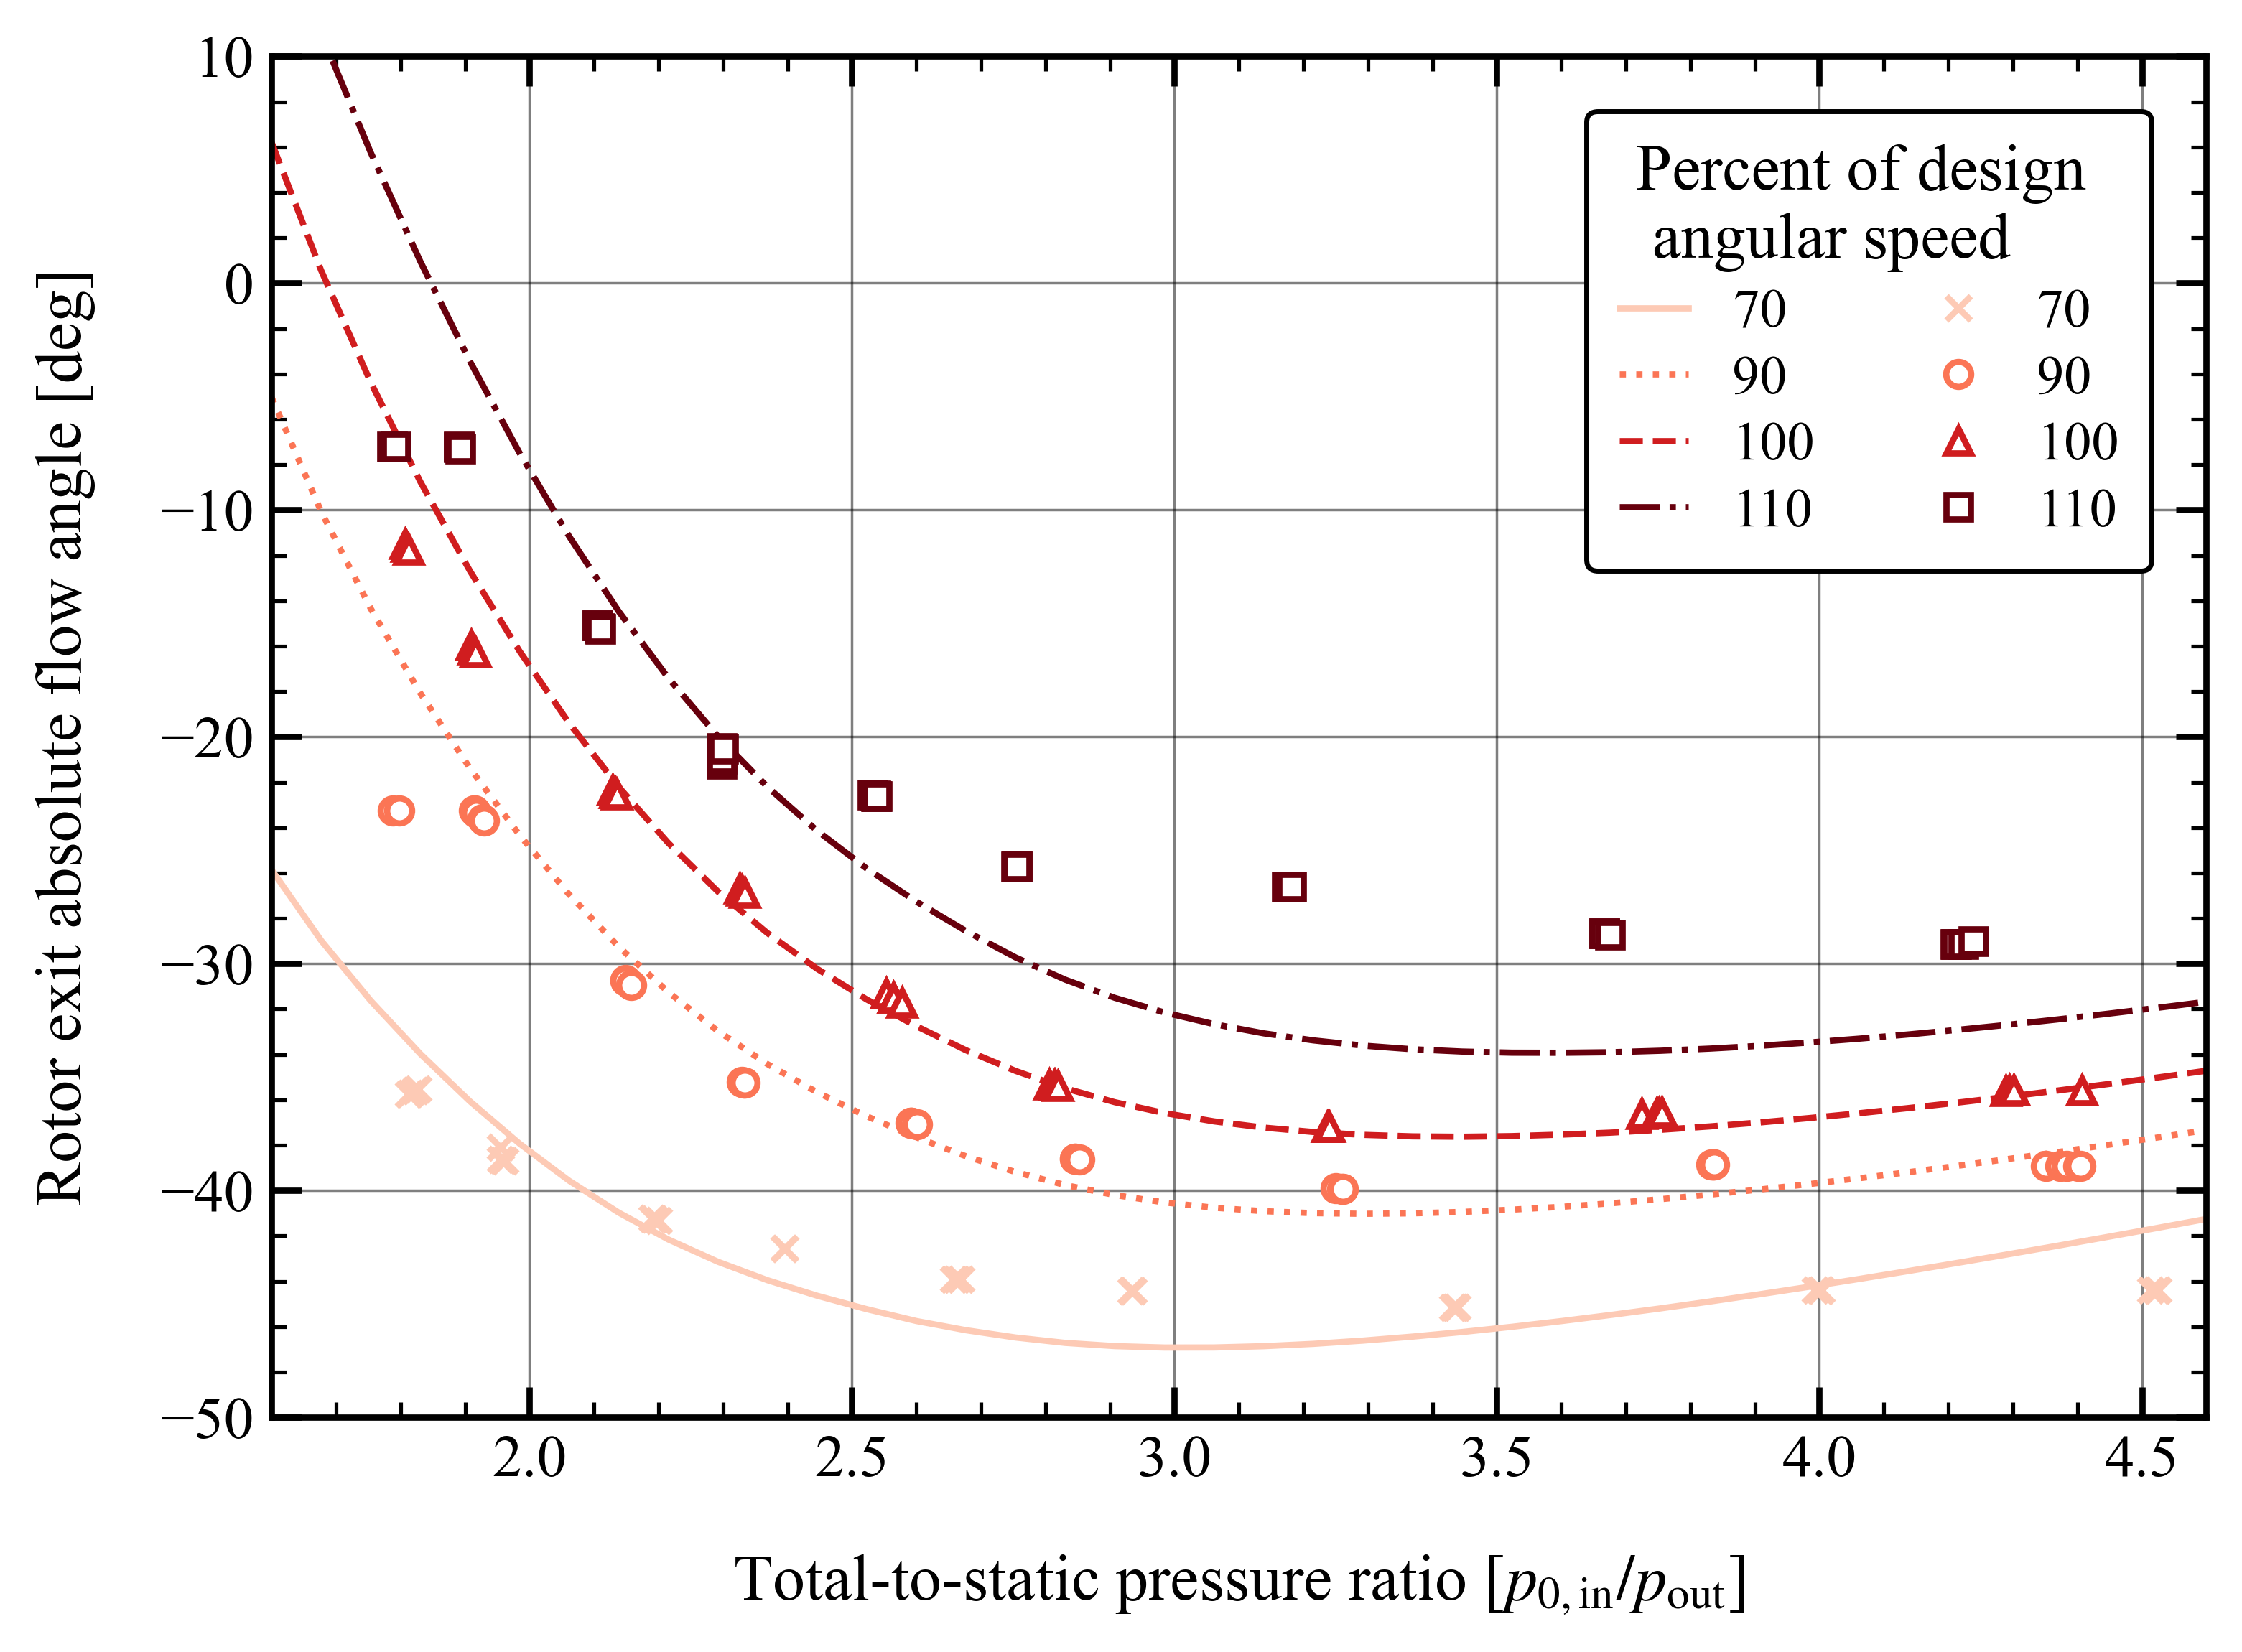 10
0
−10
−20
−30
−40
−50
Rotor exit absolute flow angle [deg]
Percent of design
angular speed
70 70
90 90
100 100
110 110
2.0 2.5 3.0 3.5 4.0 4.5
Total-to-static pressure ratio [p0, in/pout]